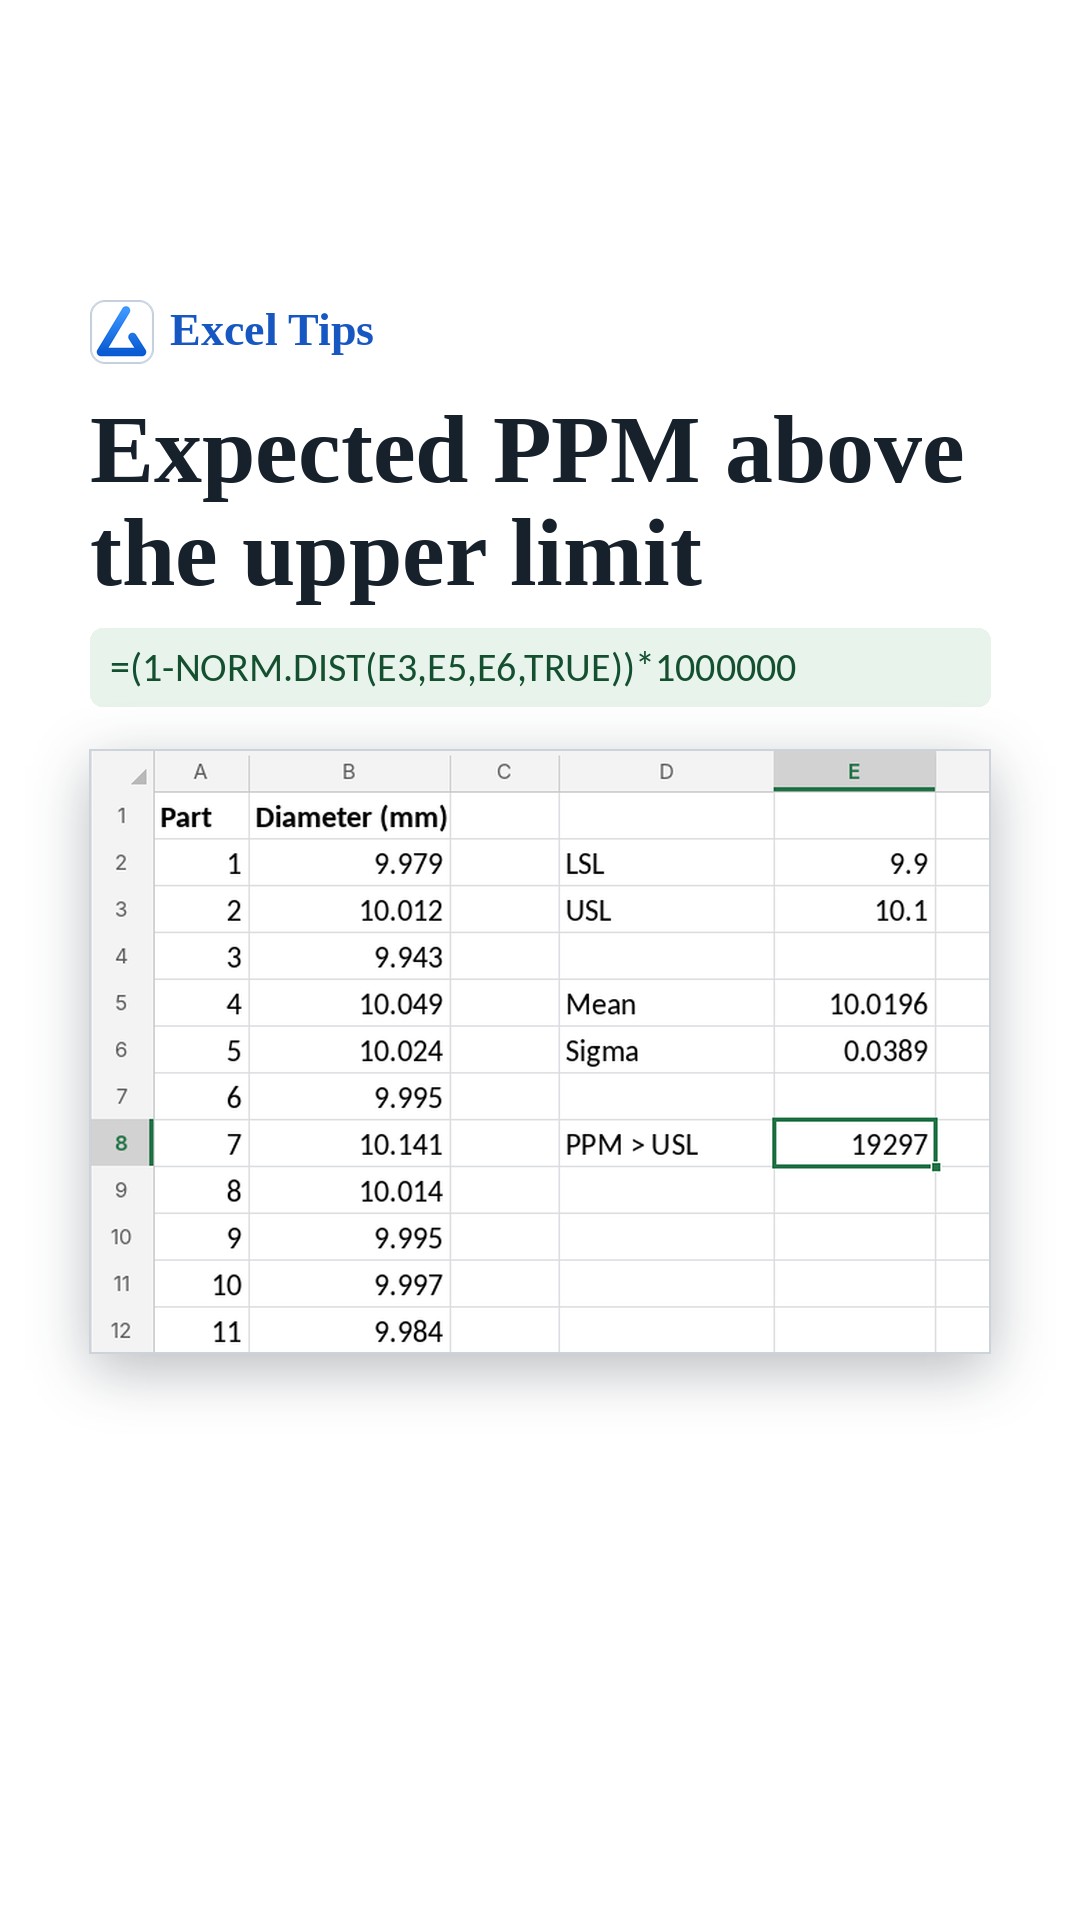 Excel Tips
Expected PPM above
the upper limit
=(1-NORM.DIST(E3,E5,E6,TRUE))*1000000
A B C D E
1 Part Diameter (mm)
2 1 9.979 LSL 9.9
3 2 10.012 USL 10.1
4 3 9.943
5 4 10.049 Mean 10.0196
6 5 10.024 Sigma 0.0389
7 6 9.995
8 7 10.141 PPM > USL 19297
9 8 10.014
10 9 9.995
11 10 9.997
12 11 9.984